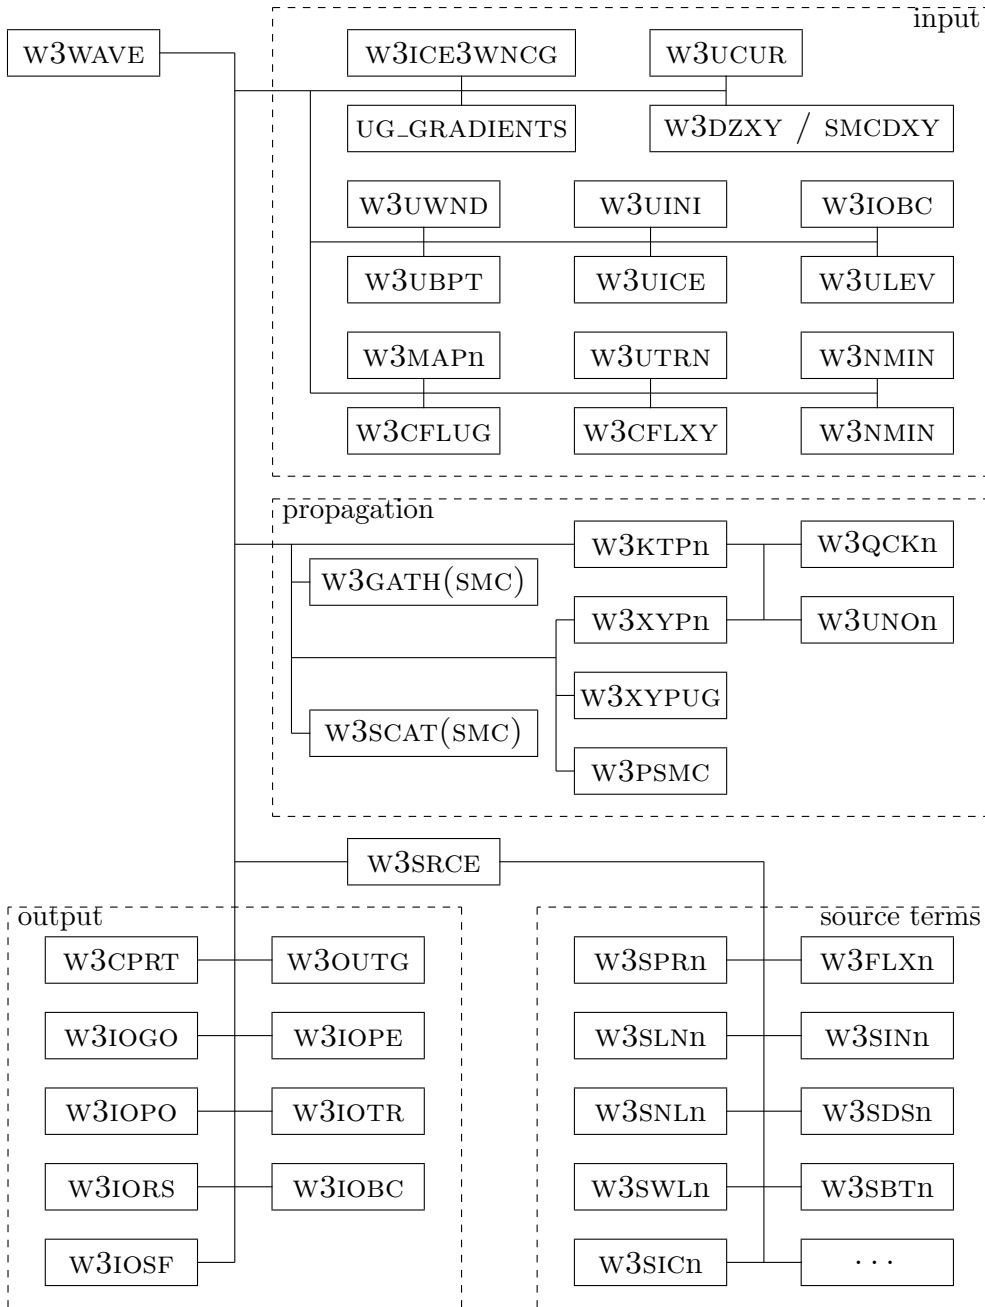 input
W3WAVE
W3ICE3WNCG
W3UCUR
UG_GRADIENTS
W3DZXY / SMCDXY
W3UWND
W3UINI
W3IOBC
W3UBPT
W3UICE
W3ULEV
W3MAPn
W3UTRN
W3NMIN
W3CFLUG
W3CFLXY
W3NMIN
propagation
W3KTPn
W3QCKn
W3GATH(SMC)
W3XYPn
W3UNOn
W3XYPUG
W3SCAT(SMC)
W3PSMC
W3SRCE
output
W3CPRT
W3OUTG
W3IOGO
W3IOPE
W3IOPO
W3IOTR
W3IORS
W3IOBC
W3IOSF
source terms
W3SPRn
W3FLXn
W3SLNn
W3SINn
W3SNLn
W3SDSn
W3SWLn
W3SBTn
W3SICn
···